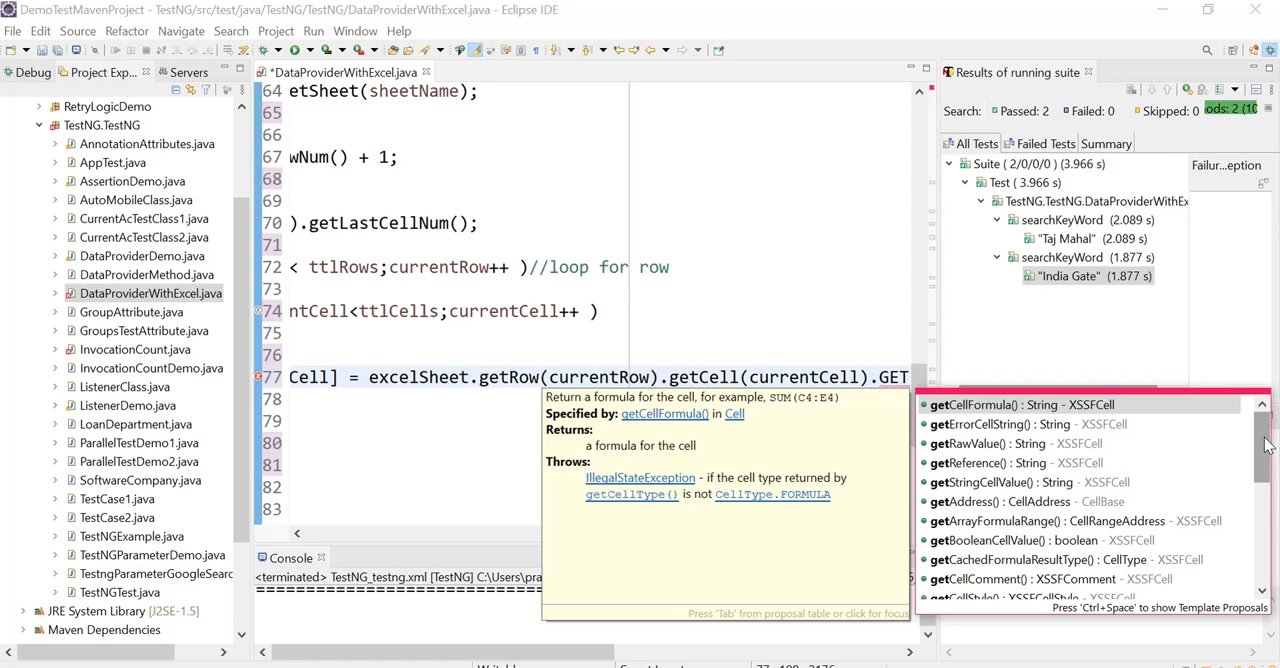 DemoTestMavenProject - TestNG/src/test/java/TestNG/TestNG/DataProviderWithExcel.java - Eclipse IDE
File Edit Source Refactor Navigate Search Project Run Window Help
Debug Project Exp... Servers
RetryLogicDemo
TestNG.TestNG
AnnotationAttributes.java
AppTest.java
AssertionDemo.java
AutoMobileClass.java
CurrentAcTestClass1.java
CurrentAcTestClass2.java
DataProviderDemo.java
DataProviderMethod.java
DataProviderWithExcel.java
GroupAttribute.java
GroupsTestAttribute.java
InvocationCount.java
InvocationCountDemo.java
ListenerClass.java
ListenerDemo.java
LoanDepartment.java
ParallelTestDemo1.java
ParallelTestDemo2.java
SoftwareCompany.java
TestCase1.java
TestCase2.java
TestNGExample.java
TestNGParameterDemo.java
TestngParameterGoogleSearc
TestNGTest.java
JRE System Library [J2SE-1.5]
Maven Dependencies
*DataProviderWithExcel.java
64 etSheet(sheetName);
65
66
67 wNum() + 1;
68
69
70 ).getLastCellNum();
71
72 < ttlRows;currentRow++ )//loop for row
73
74 ntCell<ttlCells;currentCell++ )
75
76
77 Cell] = excelSheet.getRow(currentRow).getCell(currentCell).GET
78
79
80
81
82
83
Return a formula for the cell, for example, SUM(C4:E4)
Specified by: getCellFormula() in Cell
Returns:
a formula for the cell
Throws:
IllegalStateException - if the cell type returned by
getCellType() is not CellType.FORMULA
Press 'Tab' from proposal table or click for focus
getCellFormula() : String - XSSFCell
getErrorCellString() : String - XSSFCell
getRawValue() : String - XSSFCell
getReference() : String - XSSFCell
getStringCellValue() : String - XSSFCell
getAddress() : CellAddress - CellBase
getArrayFormulaRange() : CellRangeAddress - XSSFCell
getBooleanCellValue() : boolean - XSSFCell
getCachedFormulaResultType() : CellType - XSSFCell
getCellComment() : XSSFComment - XSSFCell
getCellStyle() : XSSFCellStyle - XSSFCell
Press 'Ctrl+Space' to show Template Proposals
Console
<terminated> TestNG_testng.xml [TestNG] C:\Users\pra
===============================
Results of running suite
Search: Passed: 2 Failed: 0 Skipped: 0 ods: 2 (10
All Tests Failed Tests Summary
Suite ( 2/0/0/0 ) (3.966 s)
Test ( 3.966 s)
TestNG.TestNG.DataProviderWithEx
searchKeyWord (2.089 s)
"Taj Mahal" (2.089 s)
searchKeyWord (1.877 s)
"India Gate" (1.877 s)
Failur...eption